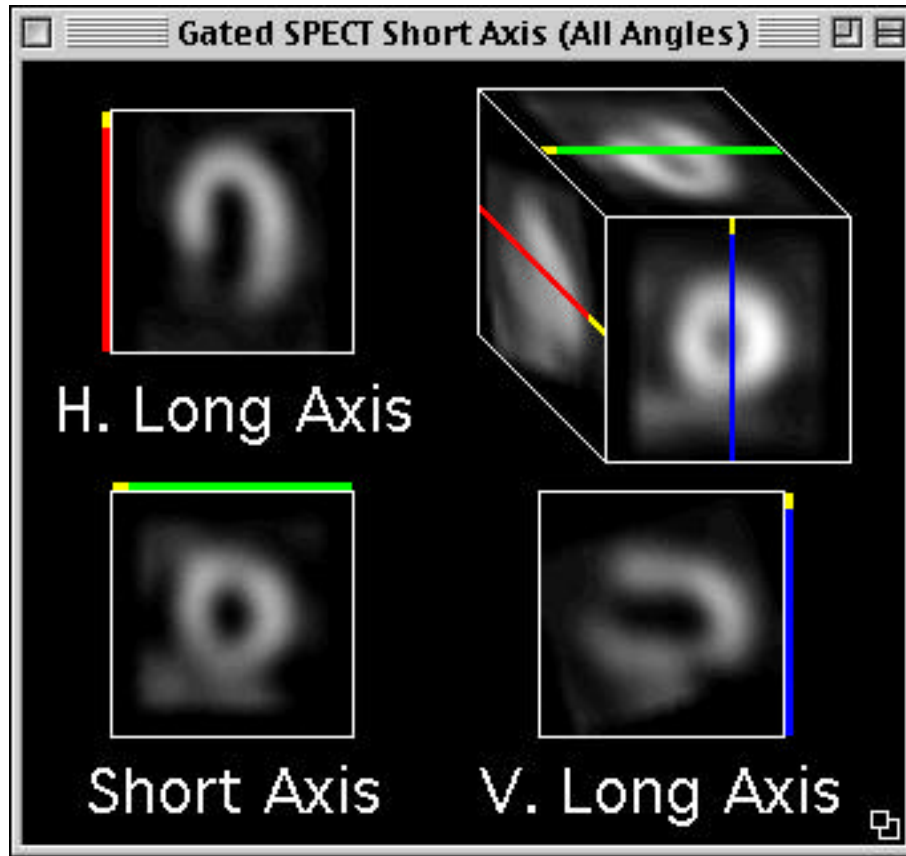 Gated SPECT Short Axis (All Angles)
H. Long Axis
Short Axis
V. Long Axis